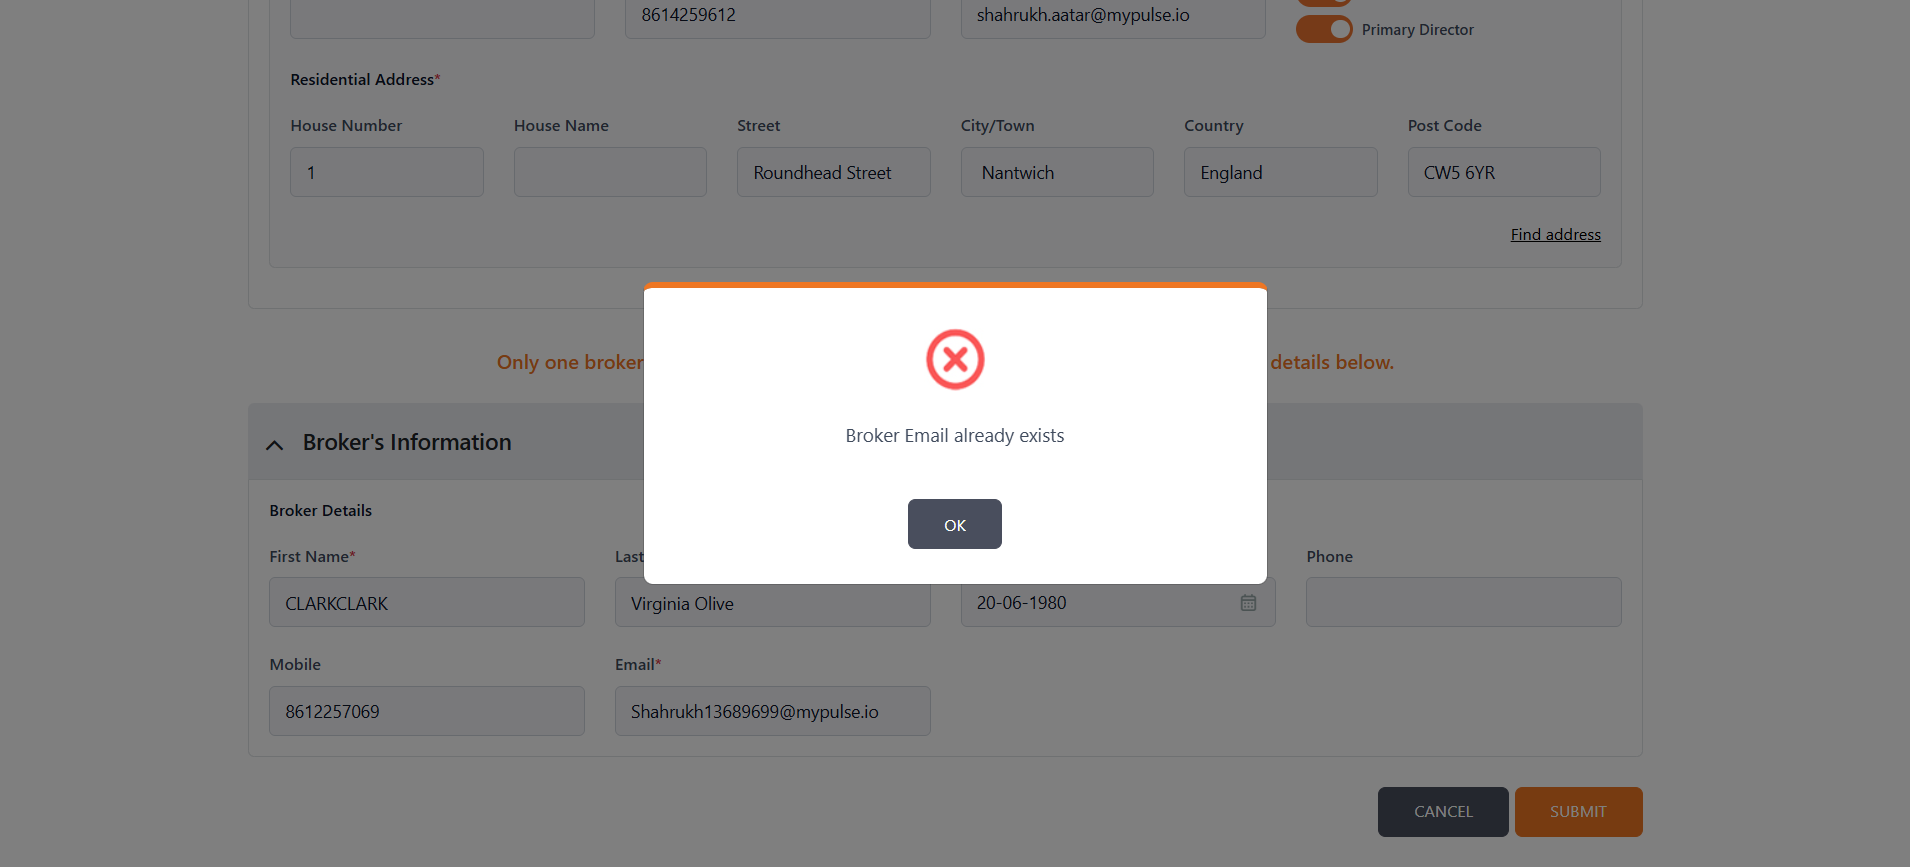 8614259612
shahrukh.aatar@mypulse.io
Primary Director
Residential Address*
House Number House Name Street City/Town Country Post Code
1 Roundhead Street Nantwich England CW5 6YR
Find address
Only one broker details below.
Broker Email already exists
OK
Broker's Information
Broker Details
First Name* Last Phone
CLARKCLARK Virginia Olive 20-06-1980
Mobile Email*
8612257069 Shahrukh13689699@mypulse.io
CANCEL SUBMIT